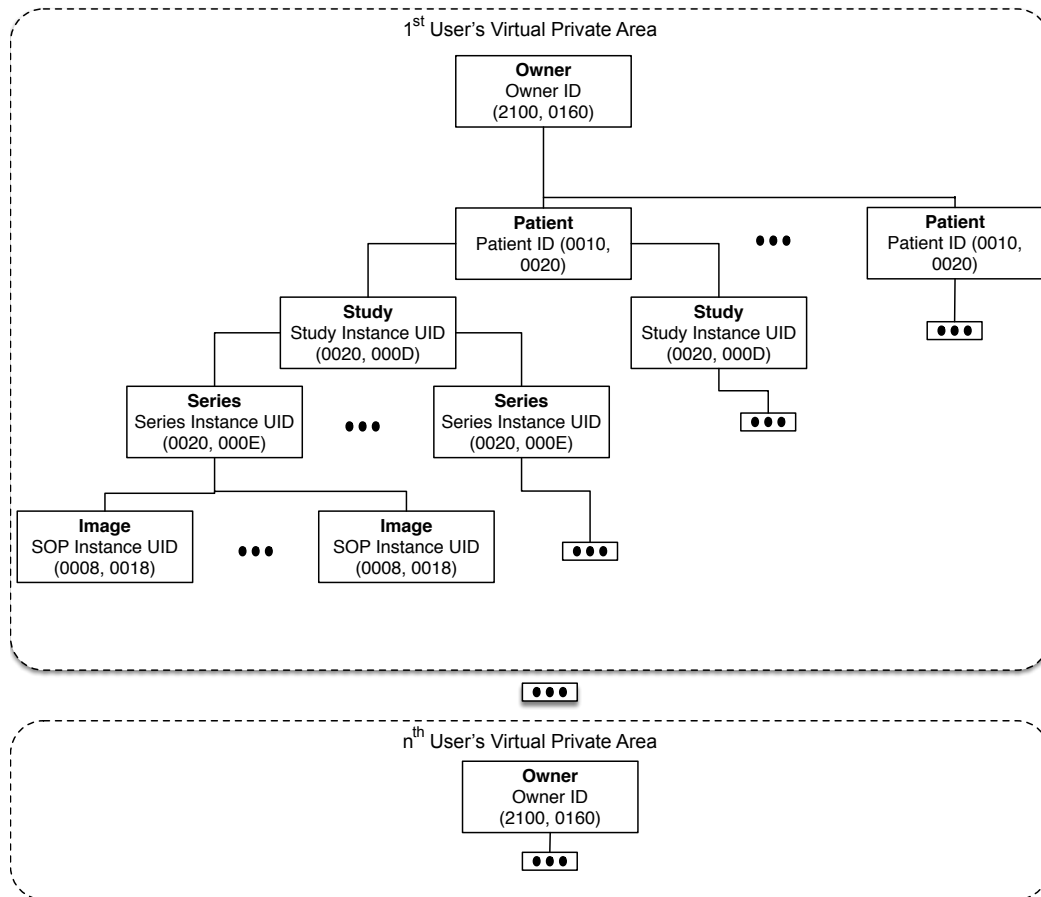 1st User's Virtual Private Area
Owner
Owner ID
(2100, 0160)
Patient
Patient ID (0010,
0020)
Patient
Patient ID (0010,
0020)
Study
Study Instance UID
(0020, 000D)
Study
Study Instance UID
(0020, 000D)
Series
Series Instance UID
(0020, 000E)
Series
Series Instance UID
(0020, 000E)
Image
SOP Instance UID
(0008, 0018)
Image
SOP Instance UID
(0008, 0018)
nth User's Virtual Private Area
Owner
Owner ID
(2100, 0160)